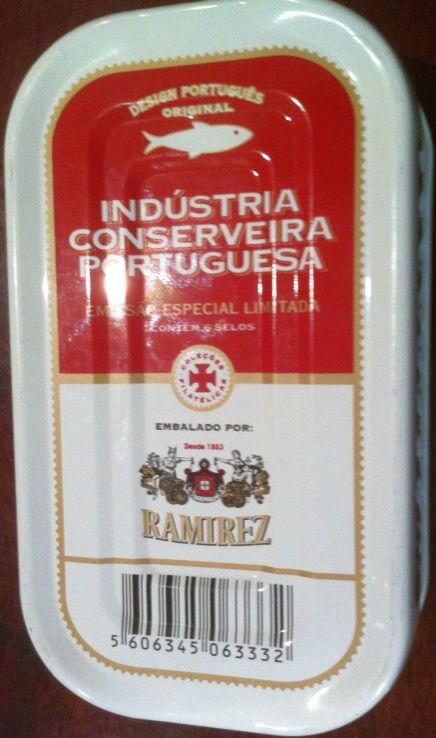 DESIGN PORTUGUÊS
ORIGINAL
INDÚSTRIA
CONSERVEIRA
PORTUGUESA
EMISSÃO ESPECIAL LIMITADA
CONTÉM 6 SELOS
COLEÇÕES
FILATÉLICAS
EMBALADO POR:
Desde 1853
RAMIREZ
5 606345 063332